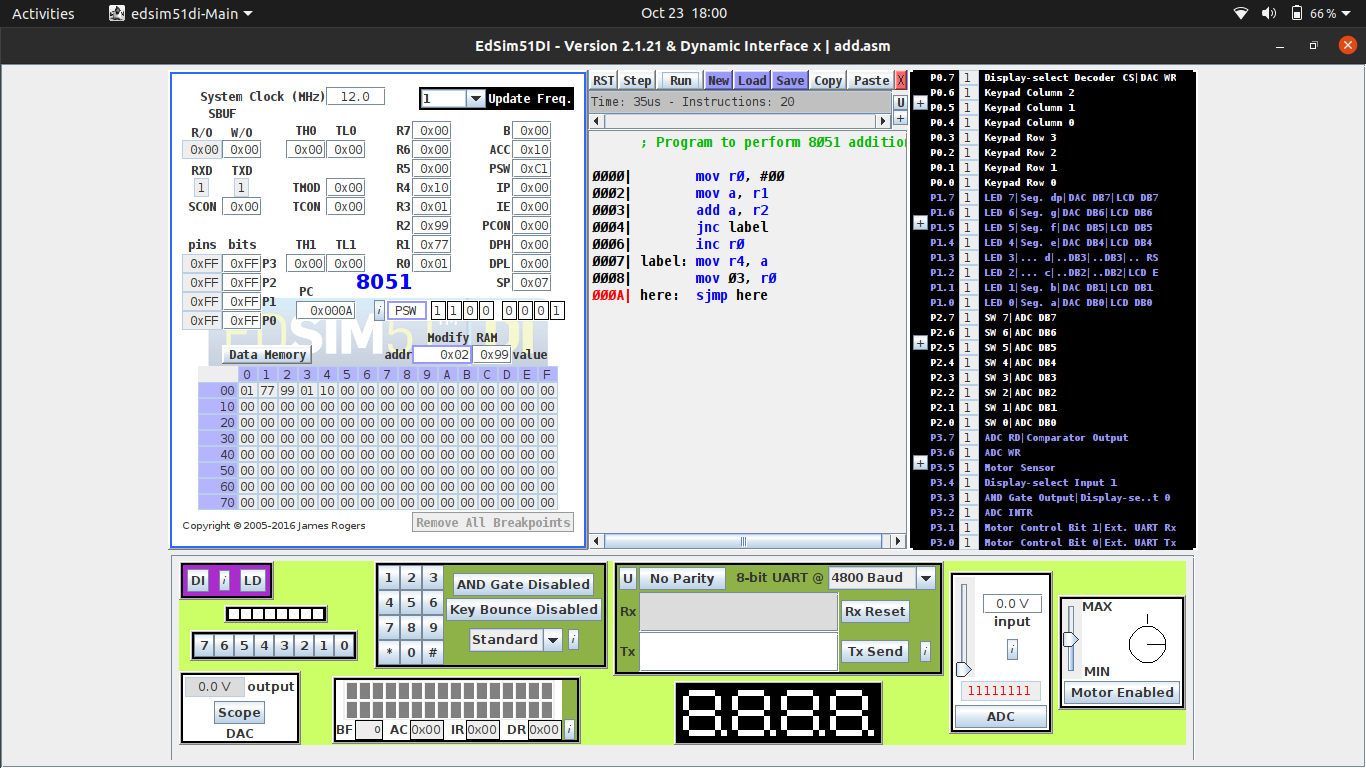 Activities edsim51di-Main Oct 23 18:00 66 %
EdSim51DI - Version 2.1.21 & Dynamic Interface x | add.asm
System Clock (MHz) 12.0 1 Update Freq.
SBUF
R/O W/O TH0 TL0 R7 0x00 B 0x00
0x00 0x00 0x00 0x00 R6 0x00 ACC 0x10
RXD TXD R5 0x00 PSW 0xC1
1 1 TMOD 0x00 R4 0x10 IP 0x00
SCON 0x00 TCON 0x00 R3 0x01 IE 0x00
R2 0x99 PCON 0x00
pins bits TH1 TL1 R1 0x77 DPH 0x00
0xFF 0xFF P3 0x00 0x00 R0 0x01 DPL 0x00
0xFF 0xFF P2 8051 SP 0x07
0xFF 0xFF P1 PC
0xFF 0xFF P0 0x000A i PSW 1 1 0 0 0 0 0 1
EDSIM51DI
Modify RAM
Data Memory addr 0x02 0x99 value
0 1 2 3 4 5 6 7 8 9 A B C D E F
00 01 77 99 01 10 00 00 00 00 00 00 00 00 00 00 00
10 00 00 00 00 00 00 00 00 00 00 00 00 00 00 00 00
20 00 00 00 00 00 00 00 00 00 00 00 00 00 00 00 00
30 00 00 00 00 00 00 00 00 00 00 00 00 00 00 00 00
40 00 00 00 00 00 00 00 00 00 00 00 00 00 00 00 00
50 00 00 00 00 00 00 00 00 00 00 00 00 00 00 00 00
60 00 00 00 00 00 00 00 00 00 00 00 00 00 00 00 00
70 00 00 00 00 00 00 00 00 00 00 00 00 00 00 00 00
Copyright © 2005-2016 James Rogers Remove All Breakpoints
RST Step Run New Load Save Copy Paste X
Time: 35us - Instructions: 20 U
+
; Program to perform 8051 addition
0000| mov r0, #00
0002| mov a, r1
0003| add a, r2
0004| jnc label
0006| inc r0
0007| label: mov r4, a
0008| mov 03, r0
000A| here: sjmp here
P0.7 1 Display-select Decoder CS|DAC WR
+ P0.6 1 Keypad Column 2
P0.5 1 Keypad Column 1
P0.4 1 Keypad Column 0
P0.3 1 Keypad Row 3
P0.2 1 Keypad Row 2
P0.1 1 Keypad Row 1
P0.0 1 Keypad Row 0
P1.7 1 LED 7|Seg. dp|DAC DB7|LCD DB7
P1.6 1 LED 6|Seg. g|DAC DB6|LCD DB6
+ P1.5 1 LED 5|Seg. f|DAC DB5|LCD DB5
P1.4 1 LED 4|Seg. e|DAC DB4|LCD DB4
P1.3 1 LED 3|... d|..DB3|..DB3|.. RS
P1.2 1 LED 2|... c|..DB2|..DB2|LCD E
P1.1 1 LED 1|Seg. b|DAC DB1|LCD DB1
P1.0 1 LED 0|Seg. a|DAC DB0|LCD DB0
P2.7 1 SW 7|ADC DB7
P2.6 1 SW 6|ADC DB6
+ P2.5 1 SW 5|ADC DB5
P2.4 1 SW 4|ADC DB4
P2.3 1 SW 3|ADC DB3
P2.2 1 SW 2|ADC DB2
P2.1 1 SW 1|ADC DB1
P2.0 1 SW 0|ADC DB0
P3.7 1 ADC RD|Comparator Output
P3.6 1 ADC WR
+ P3.5 1 Motor Sensor
P3.4 1 Display-select Input 1
P3.3 1 AND Gate Output|Display-se..t 0
P3.2 1 ADC INTR
P3.1 1 Motor Control Bit 1|Ext. UART Rx
P3.0 1 Motor Control Bit 0|Ext. UART Tx
DI i LD
7 6 5 4 3 2 1 0
0.0 V output
Scope
DAC
1 2 3 AND Gate Disabled
4 5 6 Key Bounce Disabled
7 8 9 Standard i
* 0 #
BF 0 AC 0x00 IR 0x00 DR 0x00 i
U No Parity 8-bit UART @ 4800 Baud
Rx Rx Reset
Tx Tx Send i
8.8.8.8.
0.0 V
input
i
11111111
ADC
MAX
MIN
Motor Enabled